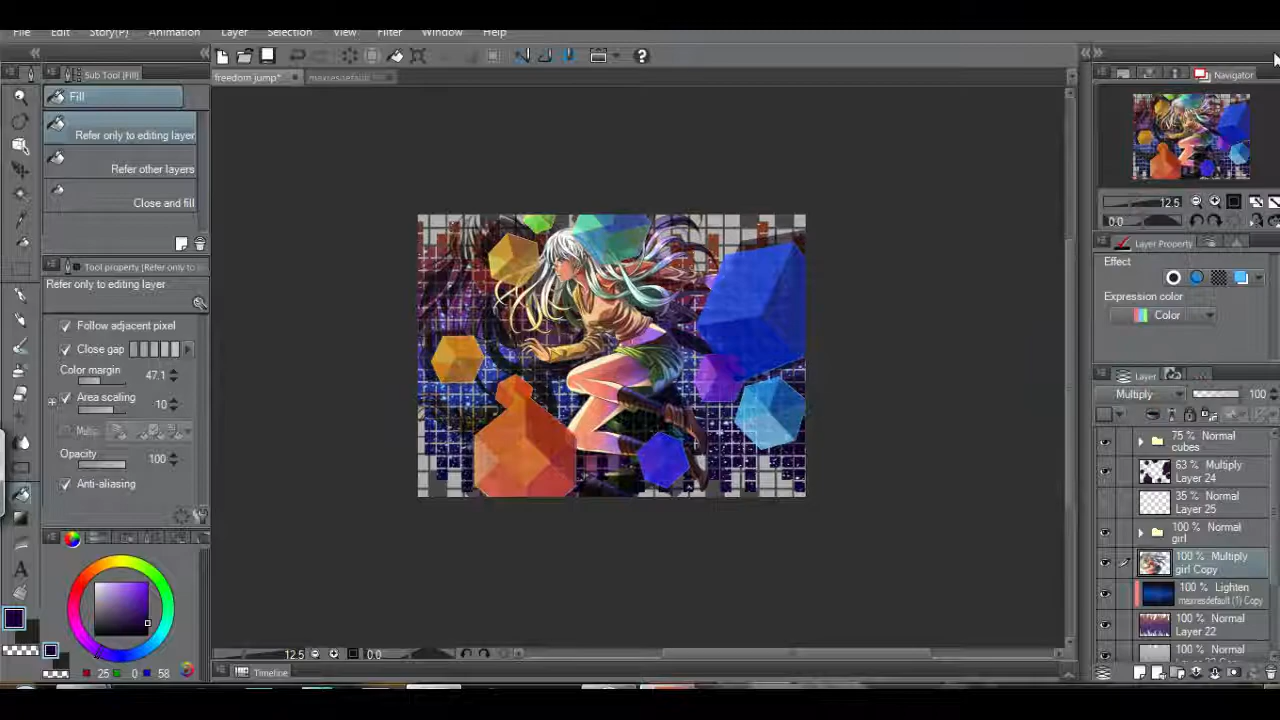 File Edit Story(P) Animation Layer Selection View Filter Window Help
Sub Tool [Fill]
freedom jump*
maxresdefault
Navigator
Fill
Refer only to editing layer
Refer other layers
Close and fill
12.5
0.0
Layer Property
Effect
Expression color
Color
Tool property [Refer only to
Refer only to editing layer
Follow adjacent pixel
Close gap
Color margin 47.1
Area scaling 10
Opacity 100
Anti-aliasing
Layer
Multiply 100
75 % Normal
cubes
63 % Multiply
Layer 24
35 % Normal
Layer 25
100 % Normal
girl
100 % Multiply
girl Copy
100 % Lighten
maxresdefault (1) Copy
100 % Normal
Layer 22
100 % Normal
12.5 0.0
Timeline
25 0 58